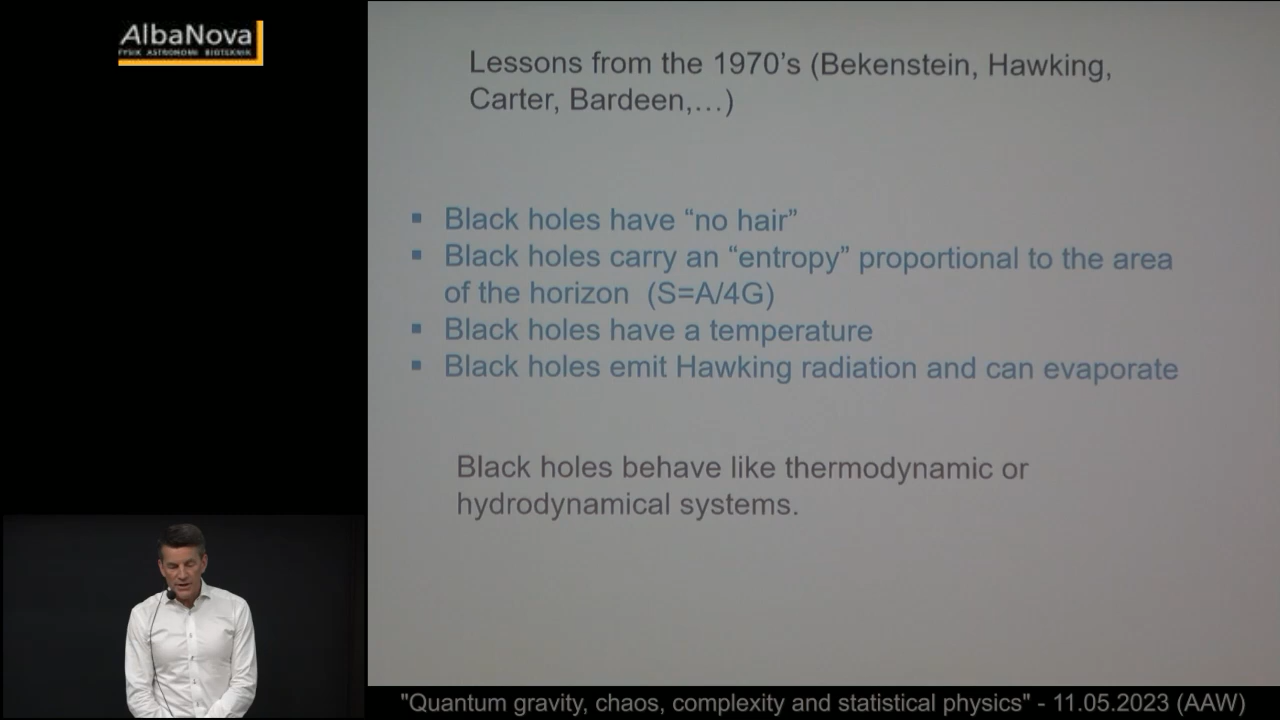 AlbaNova
FYSIK ASTRONOMI BIOTEKNIK
Lessons from the 1970's (Bekenstein, Hawking,
Carter, Bardeen,…)
▪ Black holes have “no hair”
▪ Black holes carry an “entropy” proportional to the area
of the horizon (S=A/4G)
▪ Black holes have a temperature
▪ Black holes emit Hawking radiation and can evaporate
Black holes behave like thermodynamic or
hydrodynamical systems.
"Quantum gravity, chaos, complexity and statistical physics" - 11.05.2023 (AAW)